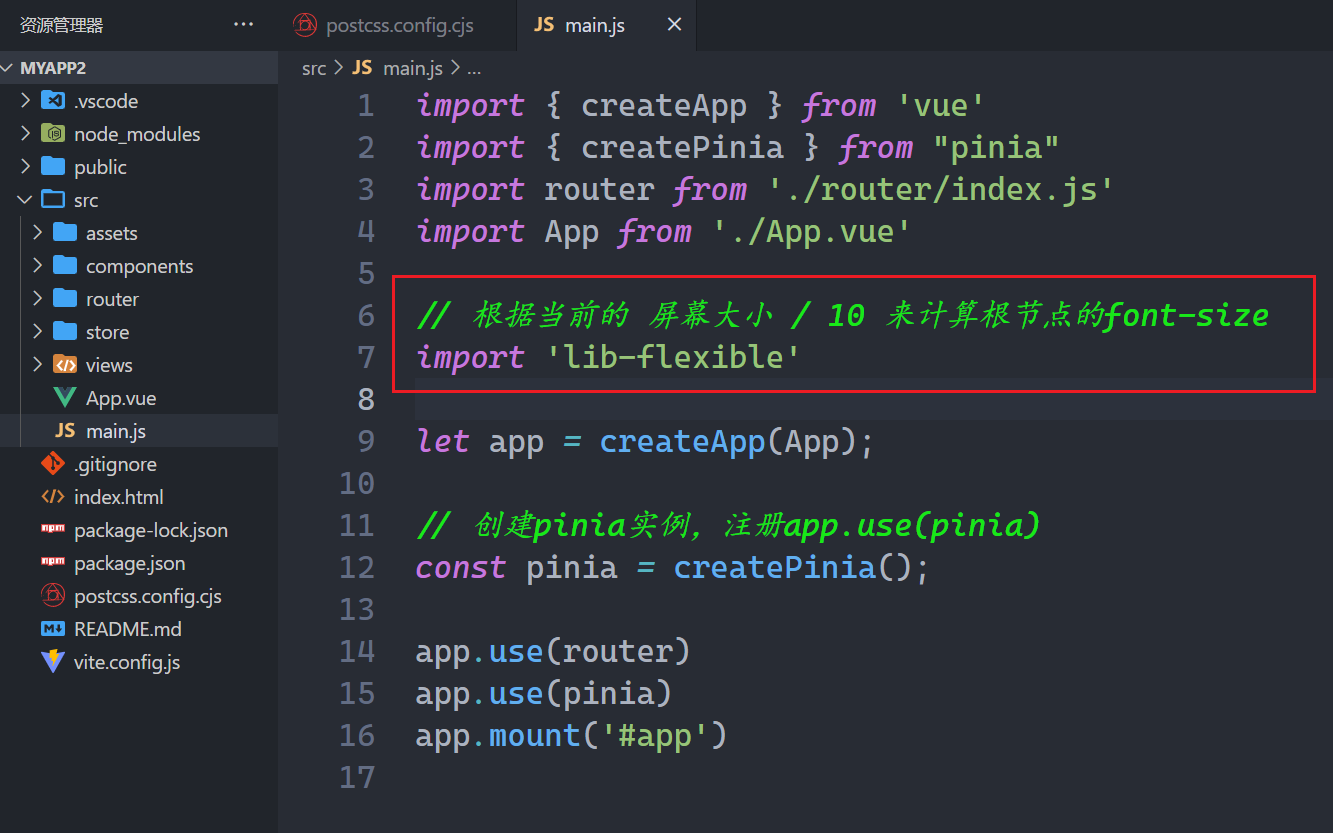 资源管理器 ···
MYAPP2
.vscode
node_modules
public
src
assets
components
router
store
views
App.vue
JS main.js
.gitignore
index.html
package-lock.json
package.json
postcss.config.cjs
README.md
vite.config.js
postcss.config.cjs
JS main.js ×
src > JS main.js > ...
1 import { createApp } from 'vue'
2 import { createPinia } from "pinia"
3 import router from './router/index.js'
4 import App from './App.vue'
5
6 // 根据当前的 屏幕大小 / 10 来计算根节点的font-size
7 import 'lib-flexible'
8
9 let app = createApp(App);
10
11 // 创建pinia实例，注册app.use(pinia)
12 const pinia = createPinia();
13
14 app.use(router)
15 app.use(pinia)
16 app.mount('#app')
17